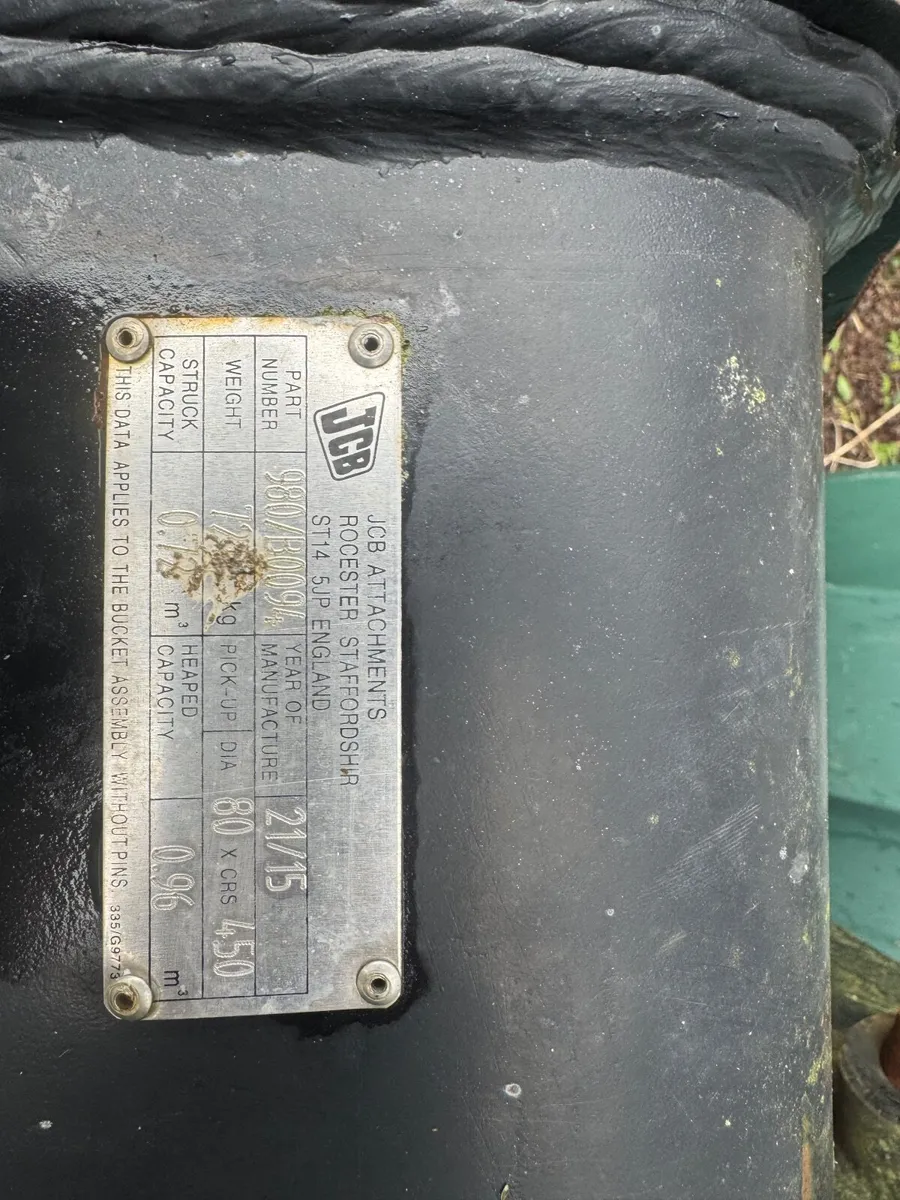 JCB
JCB ATTACHMENTS
ROCESTER STAFFORDSHIR
ST14 5JP ENGLAND
PART NUMBER 980/B0094 YEAR OF MANUFACTURE 21/15
WEIGHT kg PICK-UP DIA 80 X CRS 450
STRUCK CAPACITY m³ HEAPED CAPACITY 0.96 m³
THIS DATA APPLIES TO THE BUCKET ASSEMBLY WITHOUT PINS. 335/G9773